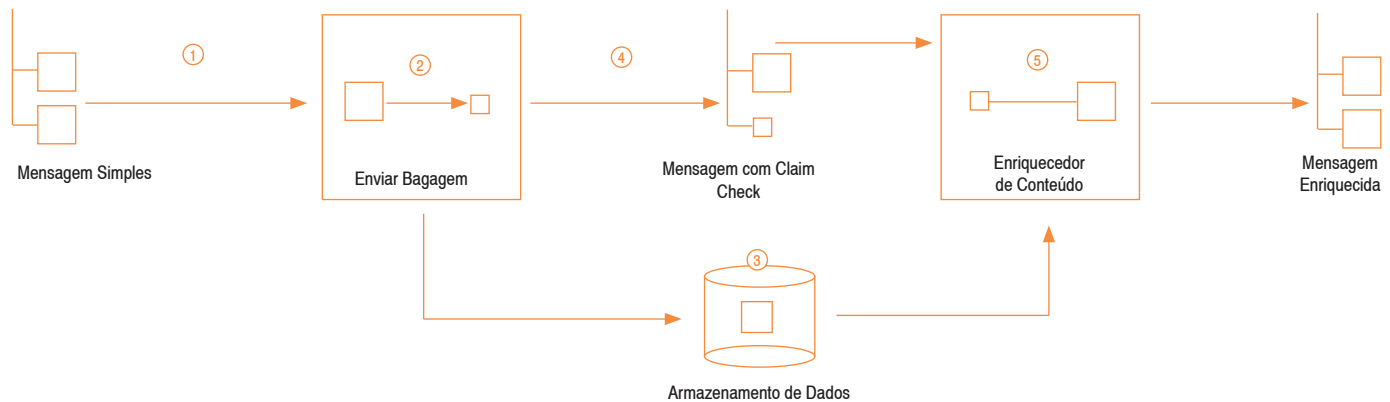 1
2
4
5
Mensagem Simples
Enviar Bagagem
Mensagem com Claim
Check
Enriquecedor
de Conteúdo
Mensagem
Enriquecida
3
Armazenamento de Dados